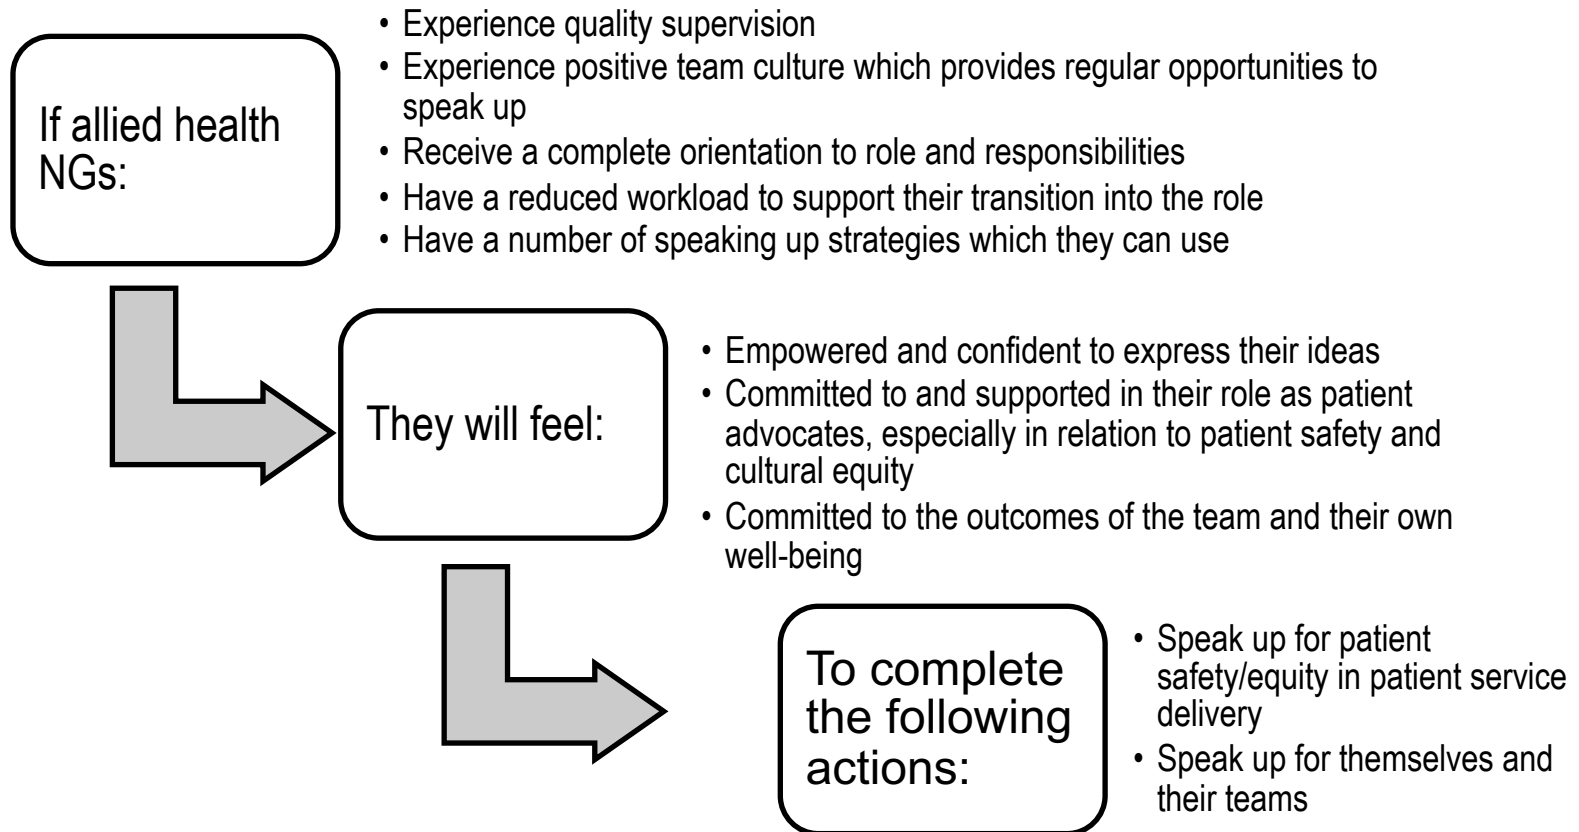 If allied health
NGs:
• Experience quality supervision
• Experience positive team culture which provides regular opportunities to
speak up
• Receive a complete orientation to role and responsibilities
• Have a reduced workload to support their transition into the role
• Have a number of speaking up strategies which they can use
They will feel:
• Empowered and confident to express their ideas
• Committed to and supported in their role as patient
advocates, especially in relation to patient safety and
cultural equity
• Committed to the outcomes of the team and their own
well-being
To complete
the following
actions:
• Speak up for patient
safety/equity in patient service
delivery
• Speak up for themselves and
their teams